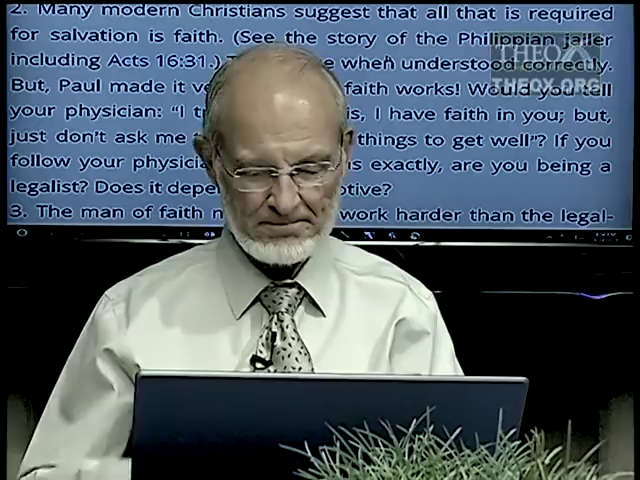 2. Many modern Christians suggest that all that is required
for salvation is faith. (See the story of the Philippian jailer
including Acts 16:31.) e when understood correctly.
But, Paul made it ve faith works! Would you tell
your physician: "I t is, I have faith in you; but,
just don't ask me things to get well"? If you
follow your physici s exactly, are you being a
legalist? Does it depe otive?
3. The man of faith work harder than the legal-
THEOX
THEOX.ORG